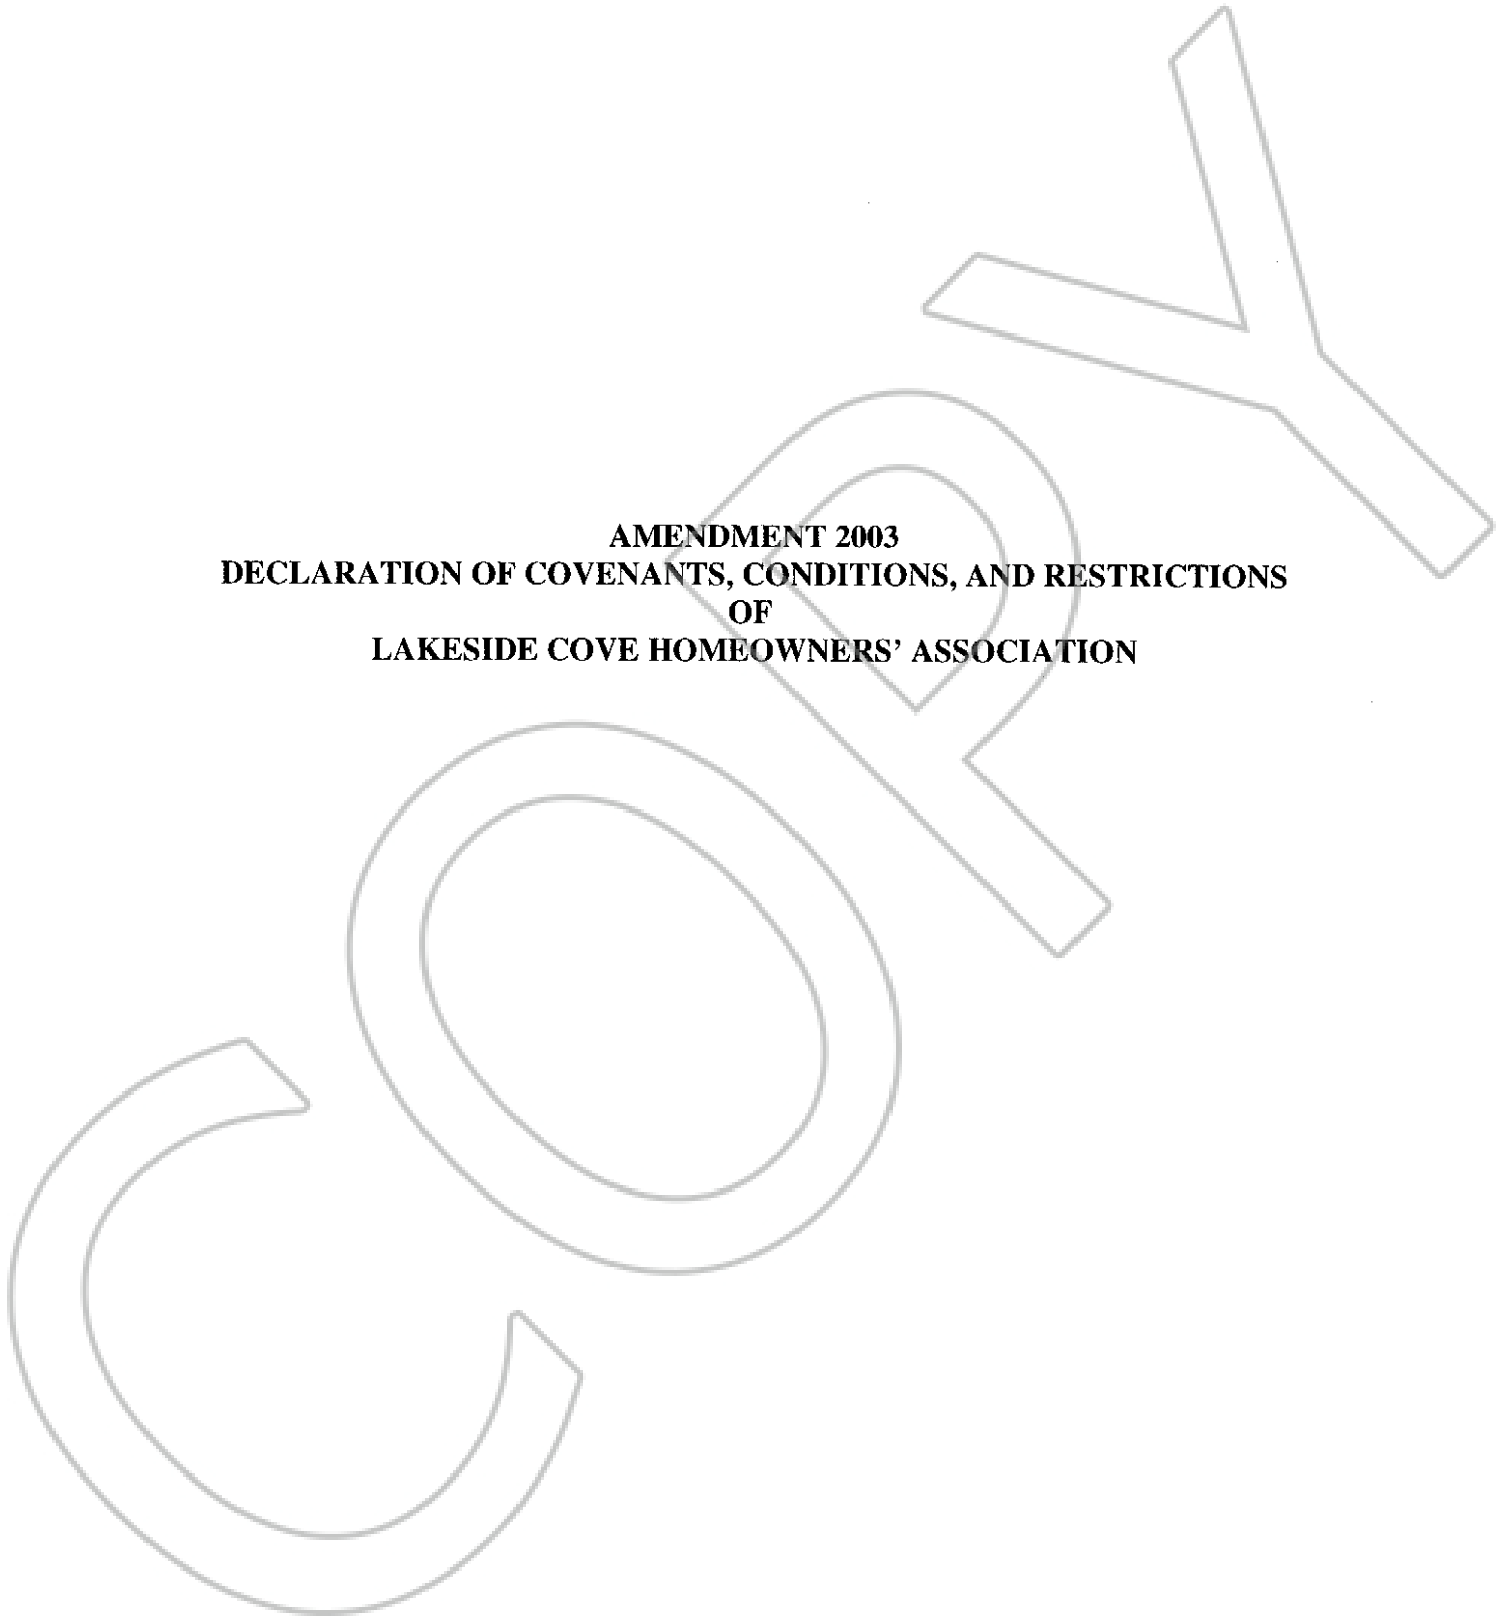 AMENDMENT 2003
DECLARATION OF COVENANTS, CONDITIONS, AND RESTRICTIONS
OF
LAKESIDE COVE HOMEOWNERS' ASSOCIATION
COPY